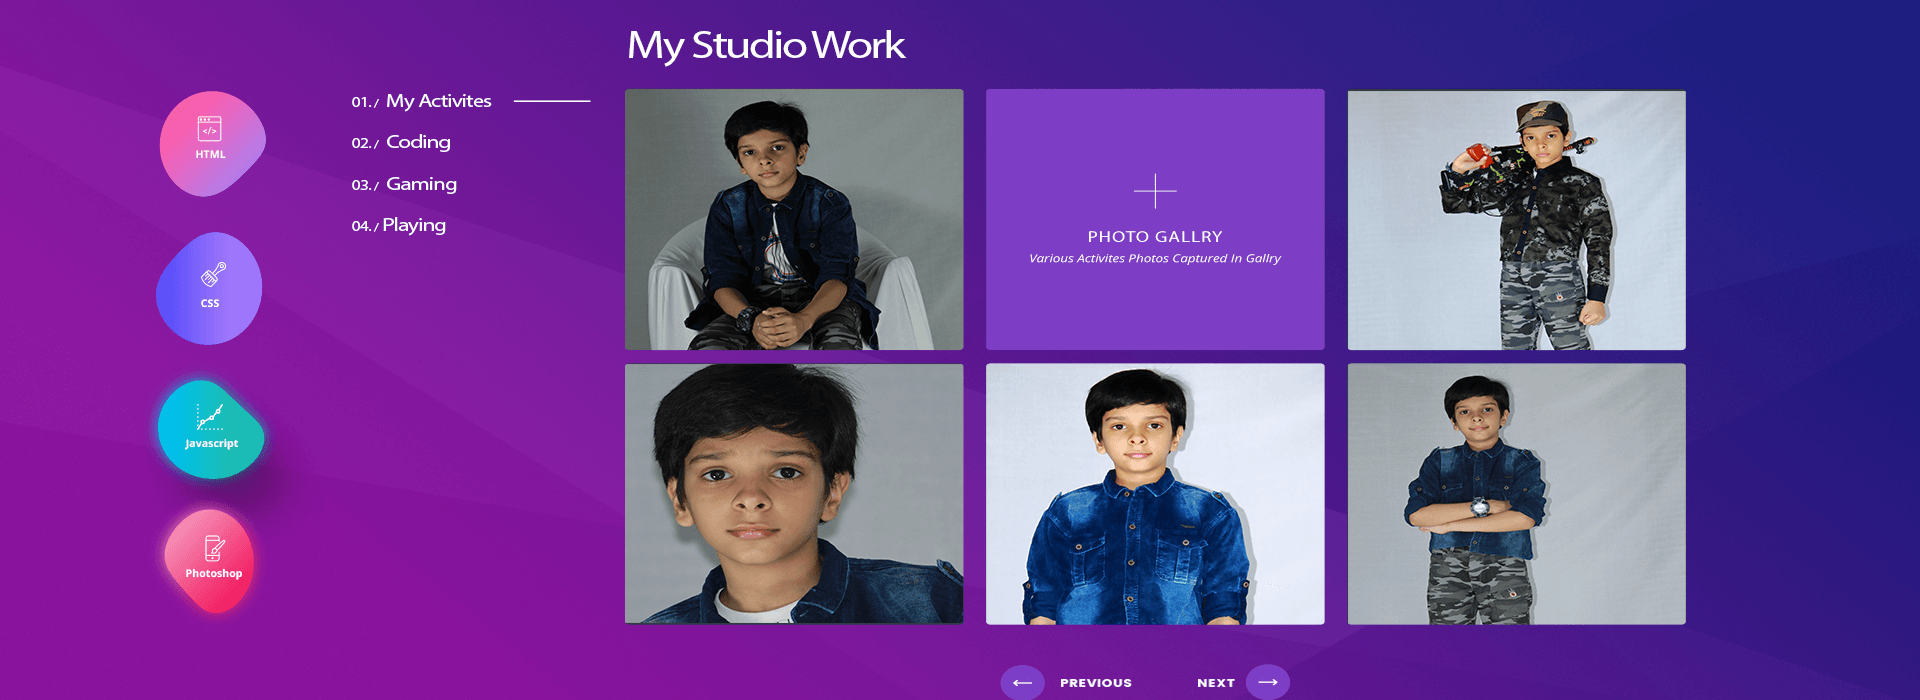 My Studio Work
01./ My Activites
02./ Coding
03./ Gaming
04./ Playing
</>
HTML
CSS
Javascript
Photoshop
PHOTO GALLRY
Various Activites Photos Captured In Gallry
PREVIOUS
NEXT